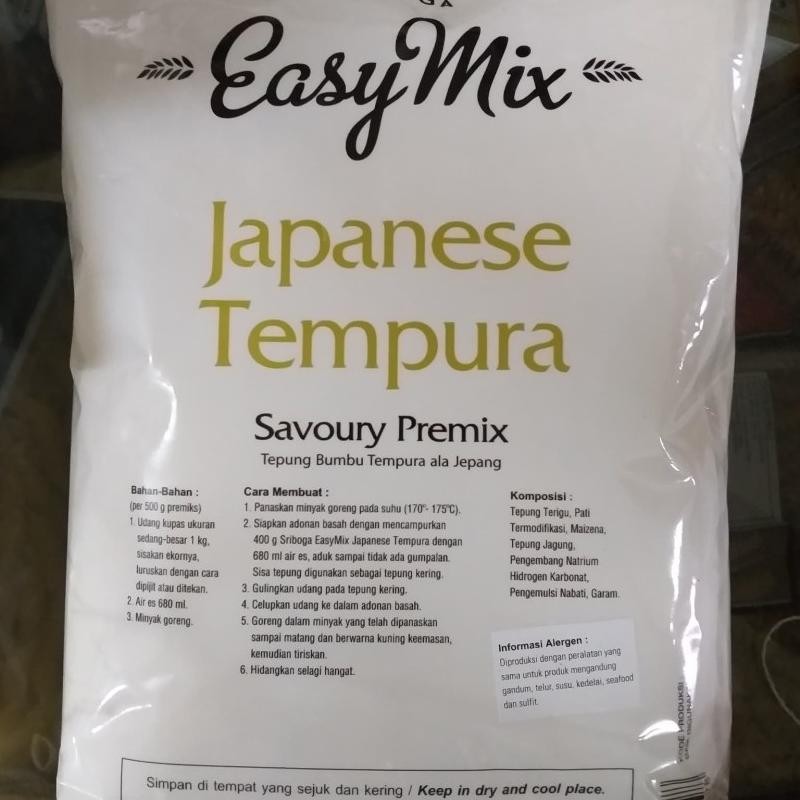 GA
EasyMix
Japanese
Tempura
Savoury Premix
Tepung Bumbu Tempura ala Jepang
Bahan-Bahan :
(per 500 g premiks)
1. Udang kupas ukuran
sedang-besar 1 kg,
sisakan ekornya,
luruskan dengan cara
dipijit atau ditekan.
2. Air es 680 ml.
3. Minyak goreng.
Cara Membuat :
1. Panaskan minyak goreng pada suhu (170°- 175°C).
2. Siapkan adonan basah dengan mencampurkan
400 g Sriboga EasyMix Japanese Tempura dengan
680 ml air es, aduk sampai tidak ada gumpalan.
Sisa tepung digunakan sebagai tepung kering.
3. Gulingkan udang pada tepung kering.
4. Celupkan udang ke dalam adonan basah.
5. Goreng dalam minyak yang telah dipanaskan
sampai matang dan berwarna kuning keemasan,
kemudian tiriskan.
6. Hidangkan selagi hangat.
Komposisi :
Tepung Terigu, Pati
Termodifikasi, Maizena,
Tepung Jagung,
Pengembang Natrium
Hidrogen Karbonat,
Pengemulsi Nabati, Garam.
Informasi Alergen :
Diproduksi dengan peralatan yang
sama untuk produk mengandung
gandum, telur, susu, kedelai, seafood
dan sulfit.
KODE PRODUKSI
Simpan di tempat yang sejuk dan kering / Keep in dry and cool place.